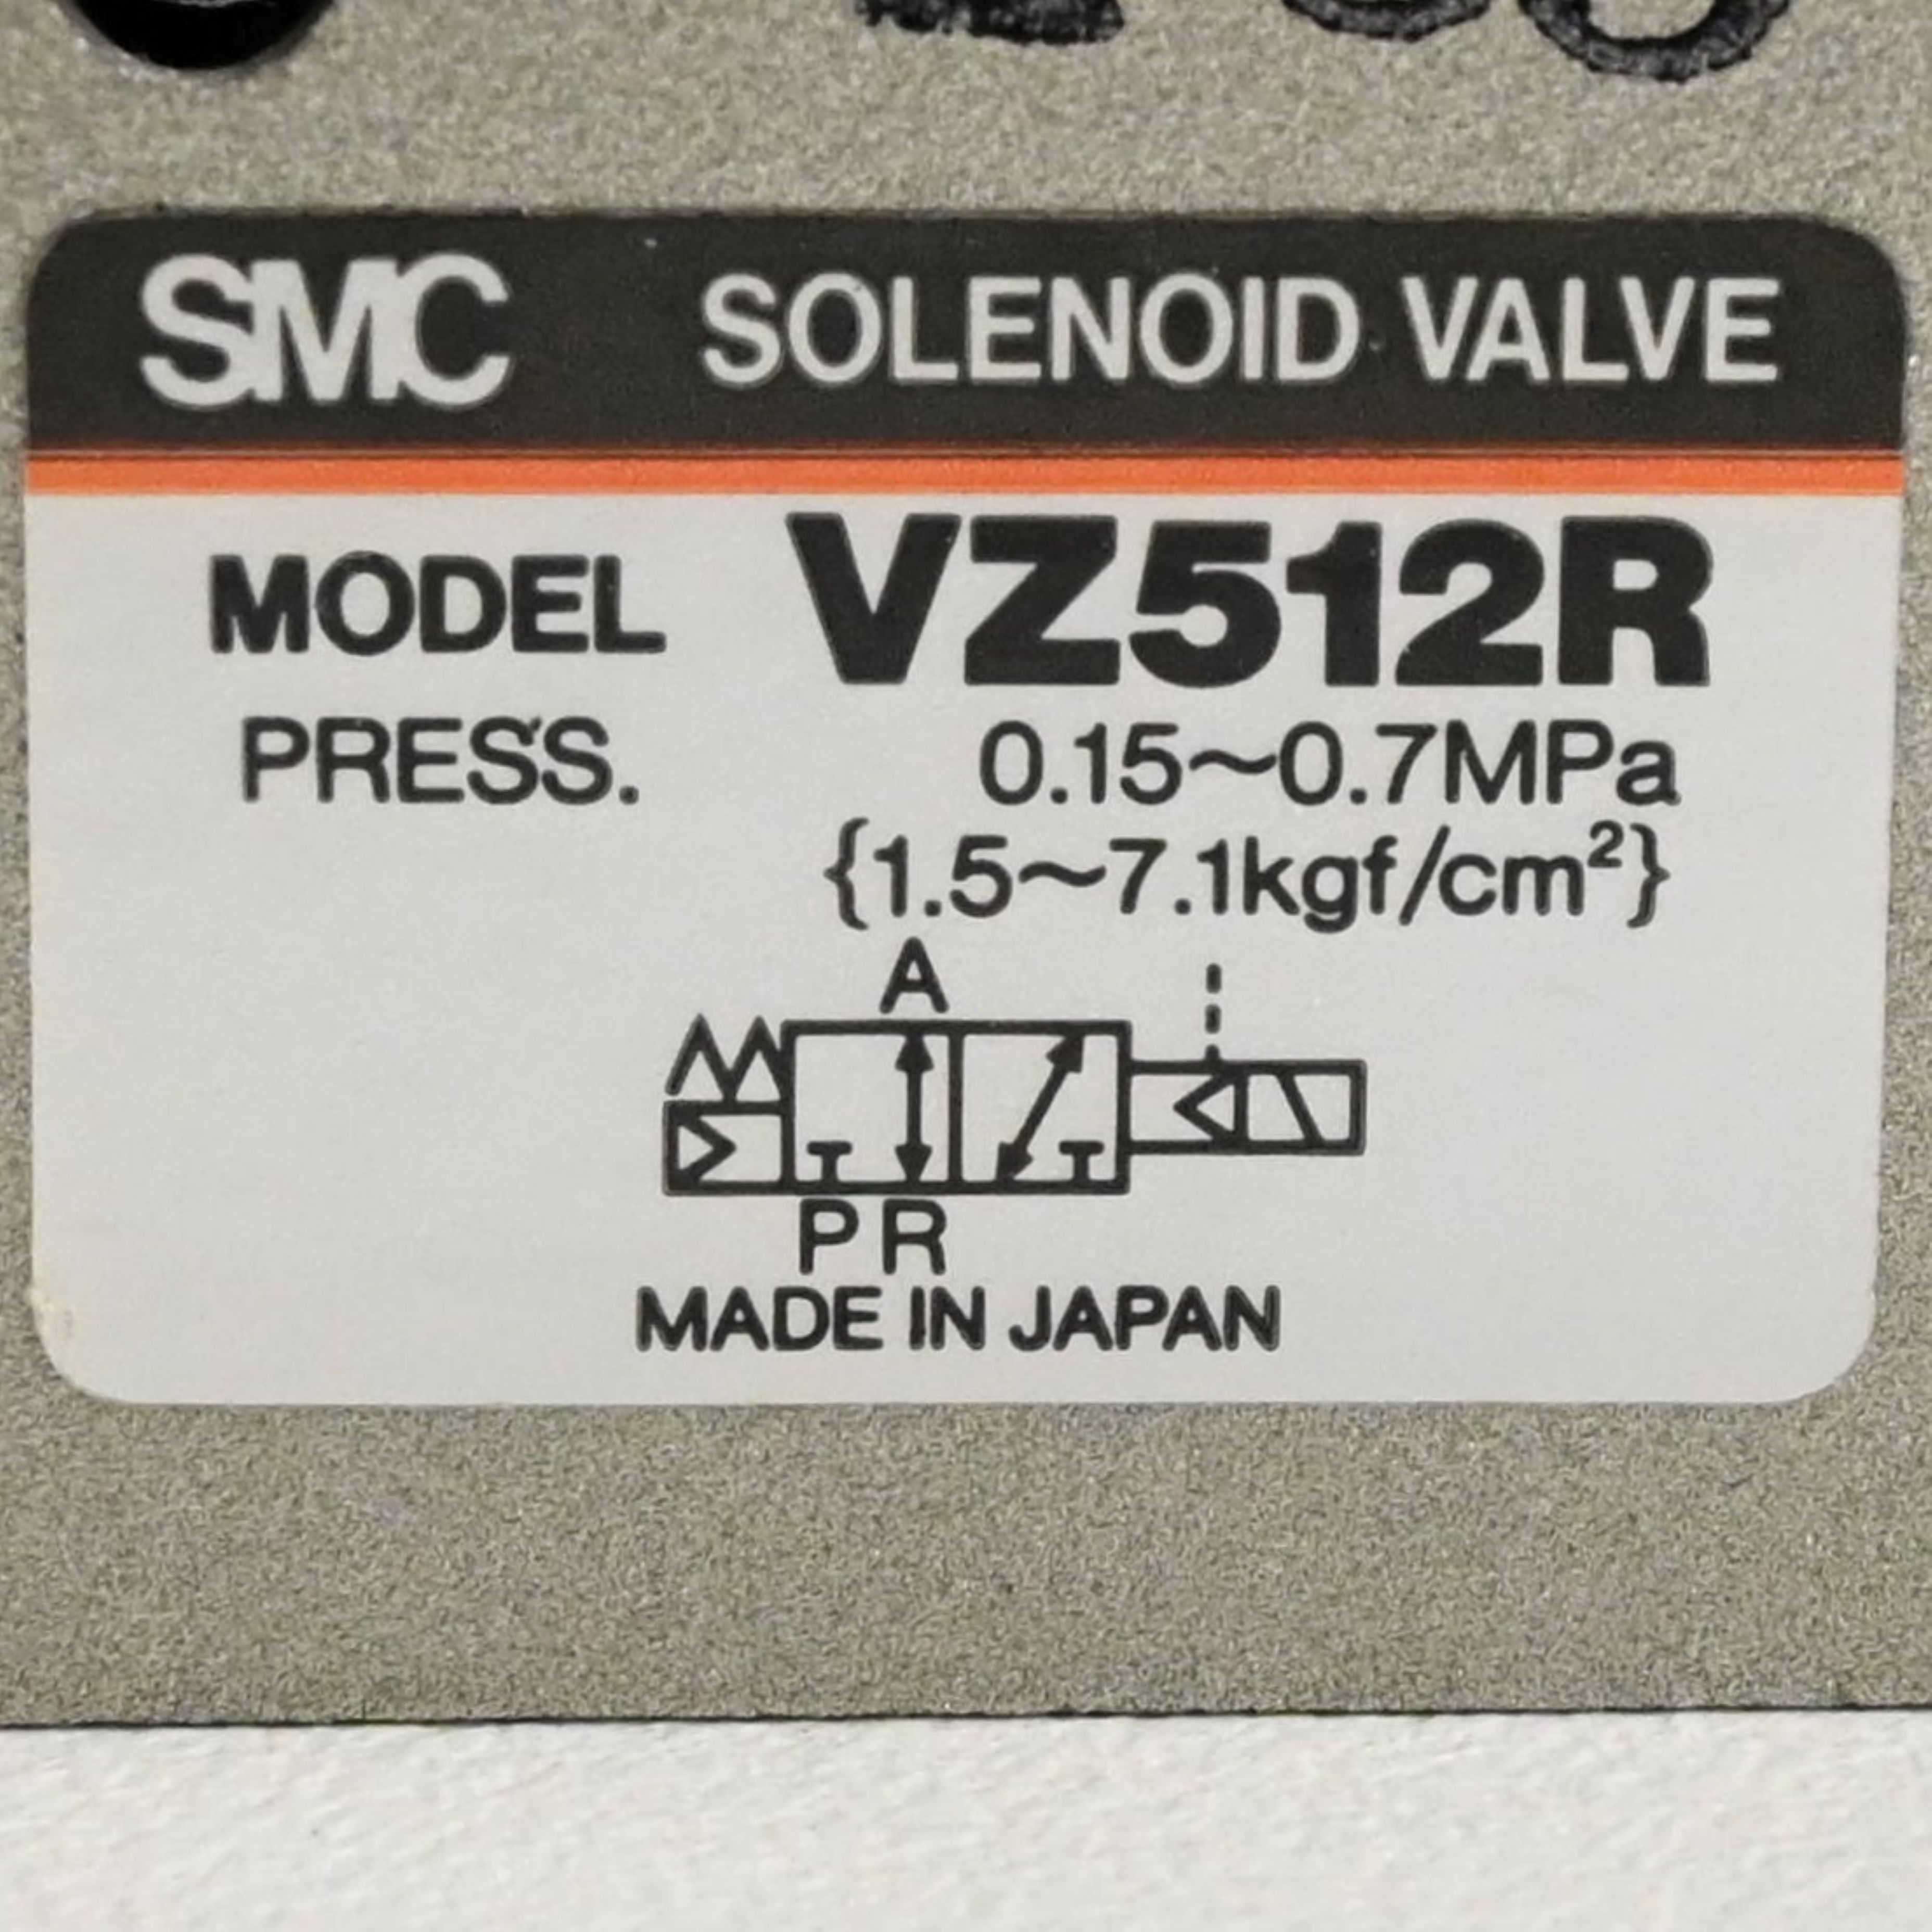 SMC SOLENOID VALVE
MODEL VZ512R
PRESS. 0.15~0.7MPa
{1.5~7.1kgf/cm²}
A
P R
MADE IN JAPAN